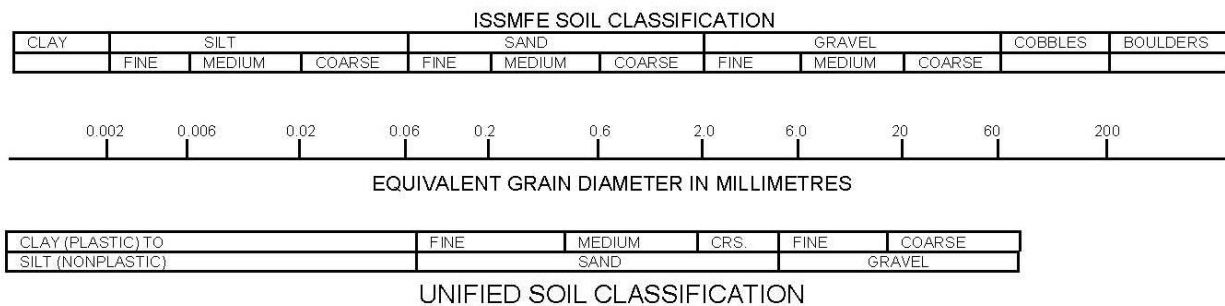 ISSMFE SOIL CLASSIFICATION
CLAY SILT SAND GRAVEL COBBLES BOULDERS
FINE MEDIUM COARSE FINE MEDIUM COARSE FINE MEDIUM COARSE
0.002 0.006 0.02 0.06 0.2 0.6 2.0 6.0 20 60 200
EQUIVALENT GRAIN DIAMETER IN MILLIMETRES
CLAY (PLASTIC) TO FINE MEDIUM CRS. FINE COARSE
SILT (NONPLASTIC) SAND GRAVEL
UNIFIED SOIL CLASSIFICATION